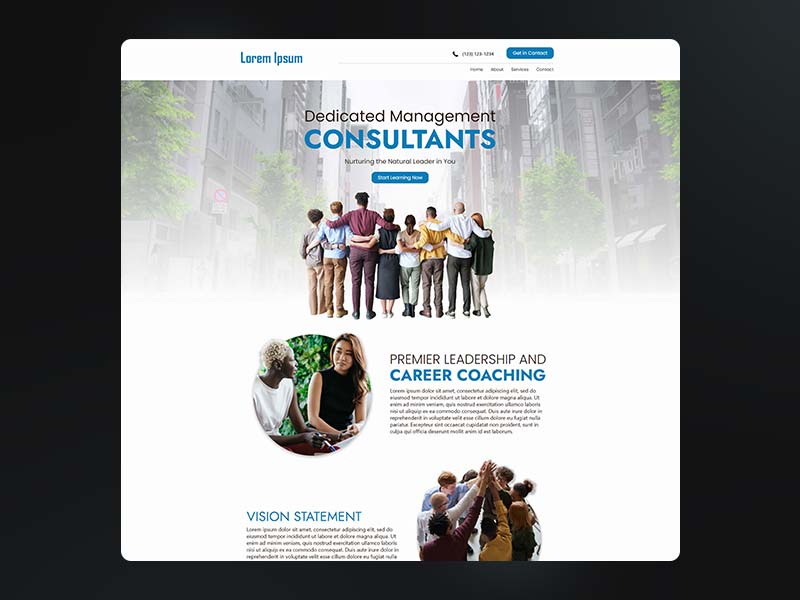 Lorem Ipsum
(123) 123-1234
Get in Contact
Home About Services Contact
Dedicated Management
CONSULTANTS
Nurturing the Natural Leader in You
Start Learning Now
PREMIER LEADERSHIP AND
CAREER COACHING
Lorem ipsum dolor sit amet, consectetur adipiscing elit, sed do
eiusmod tempor incididunt ut labore et dolore magna aliqua. Ut
enim ad minim veniam, quis nostrud exercitation ullamco laboris
nisi ut aliquip ex ea commodo consequat. Duis aute irure dolor in
reprehenderit in voluptate velit esse cillum dolore eu fugiat nulla
pariatur. Excepteur sint occaecat cupidatat non proident, sunt in
culpa qui officia deserunt mollit anim id est laborum.
VISION STATEMENT
Lorem ipsum dolor sit amet, consectetur adipiscing elit, sed do
eiusmod tempor incididunt ut labore et dolore magna aliqua. Ut
enim ad minim veniam, quis nostrud exercitation ullamco laboris
nisi ut aliquip ex ea commodo consequat. Duis aute irure dolor in
reprehenderit in voluptate velit esse cillum dolore eu fugiat nulla